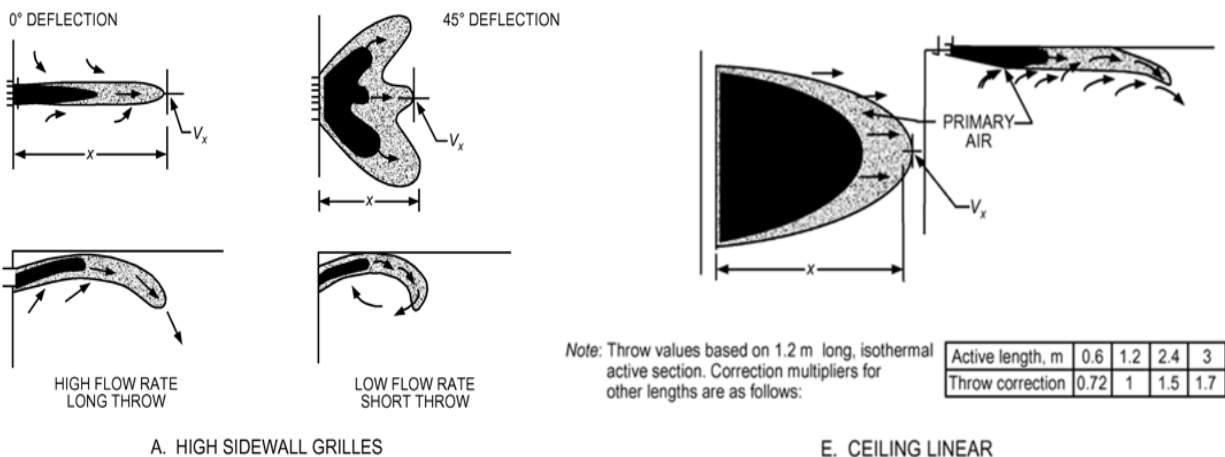 0° DEFLECTION
45° DEFLECTION
Vx
x
Vx
x
HIGH FLOW RATE
LONG THROW
LOW FLOW RATE
SHORT THROW
A. HIGH SIDEWALL GRILLES
PRIMARY
AIR
Vx
x
Note: Throw values based on 1.2 m long, isothermal
active section. Correction multipliers for
other lengths are as follows:
Active length, m 0.6 1.2 2.4 3
Throw correction 0.72 1 1.5 1.7
E. CEILING LINEAR